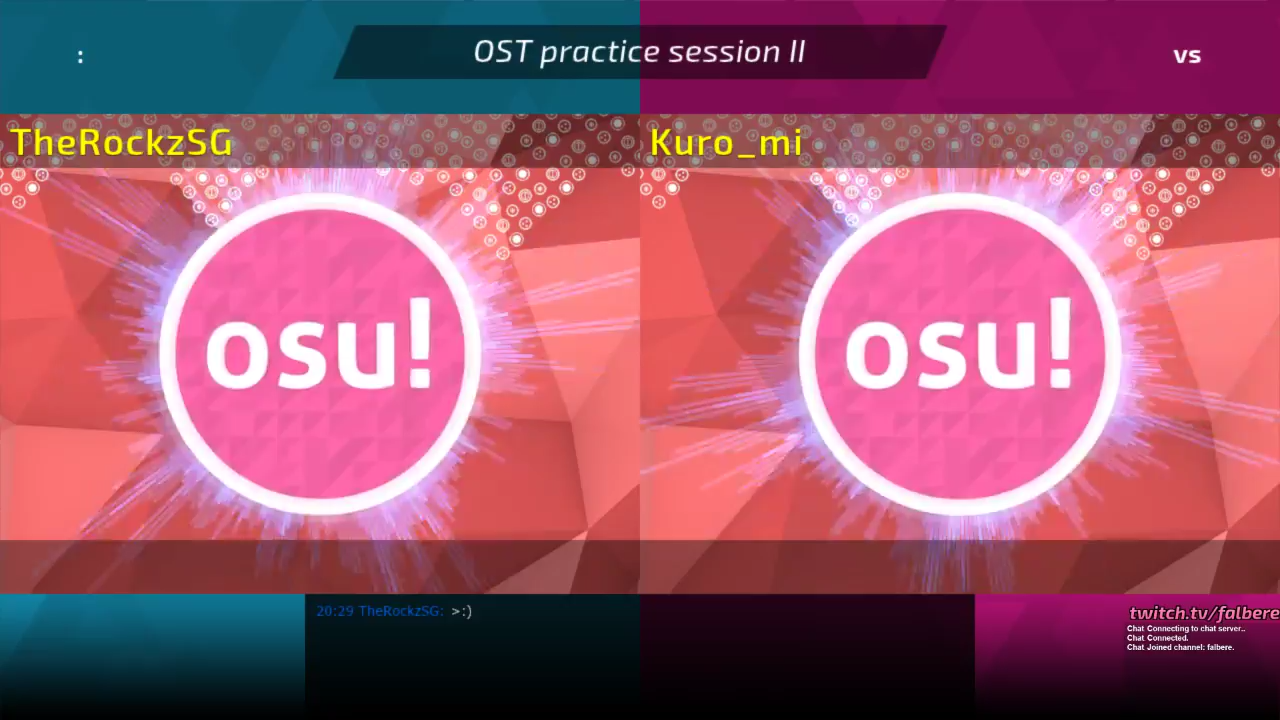 :
OST practice session II
vs
TheRockzSG
Kuro_mi
osu!
osu!
20:29 TheRockzSG: >:)
twitch.tv/falbere
Chat Connecting to chat server..
Chat Connected.
Chat Joined channel: falbere.